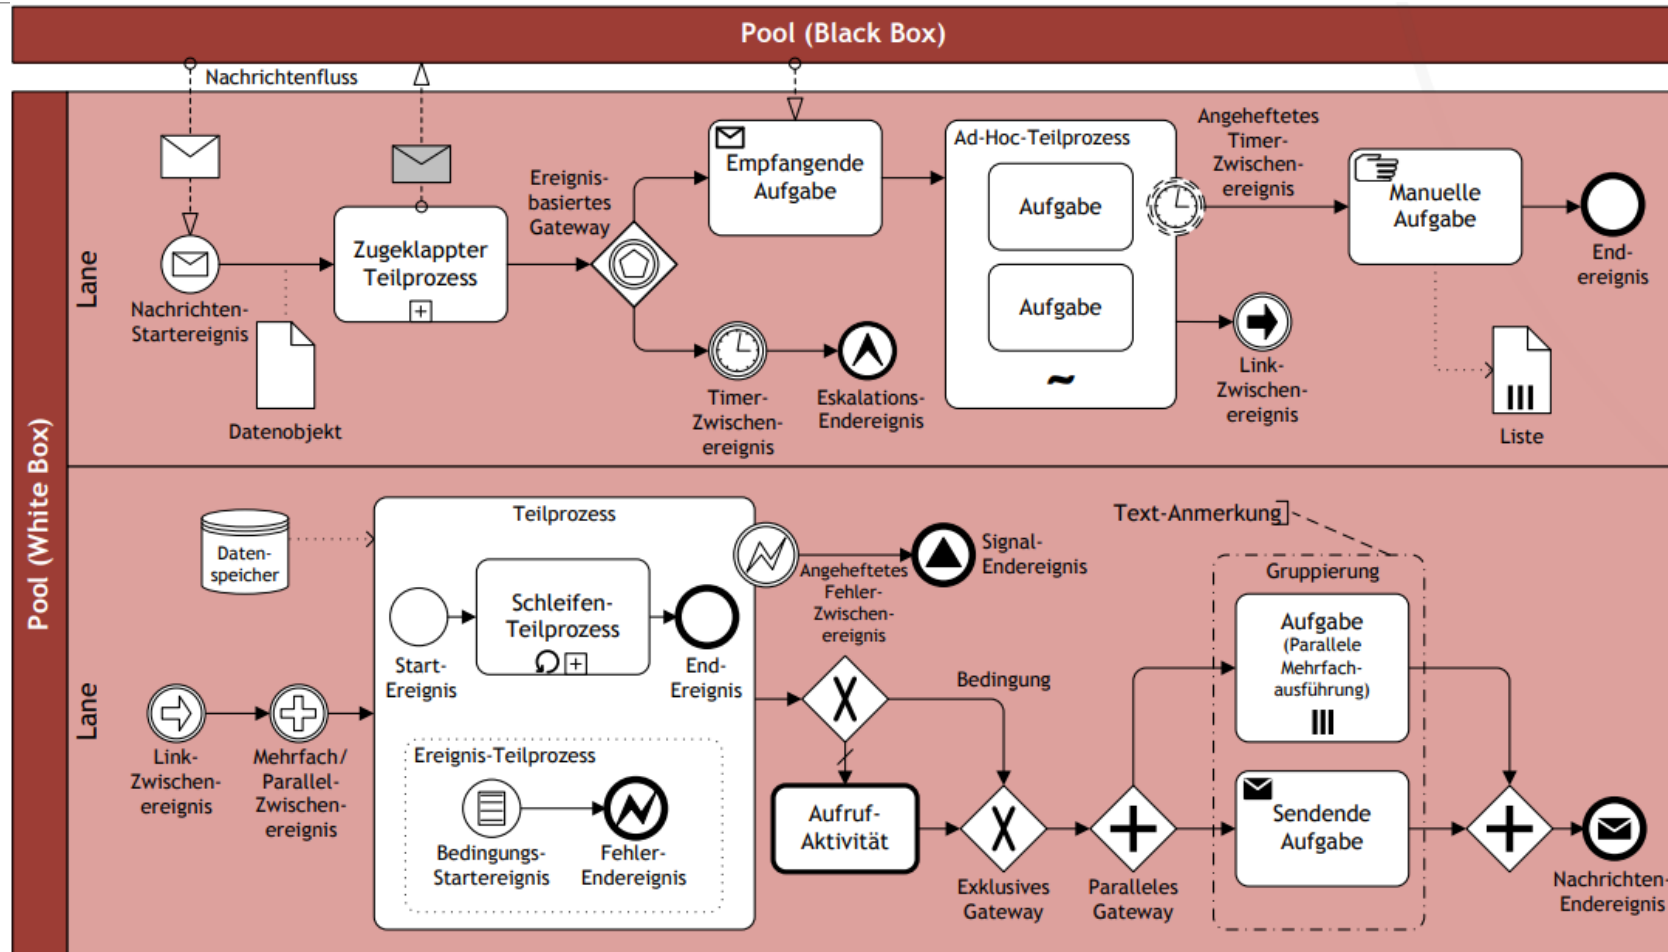 Pool (Black Box)
Nachrichtenfluss
Pool (White Box)
Lane
Nachrichten-
Startereignis
Datenobjekt
Zugeklappter
Teilprozess
Ereignis-
basiertes
Gateway
Empfangende
Aufgabe
Timer-
Zwischen-
ereignis
Eskalations-
Endereignis
Ad-Hoc-Teilprozess
Aufgabe
Aufgabe
Angeheftetes
Timer-
Zwischen-
ereignis
Link-
Zwischen-
ereignis
Manuelle
Aufgabe
End-
ereignis
Liste
Lane
Daten-
speicher
Link-
Zwischen-
ereignis
Mehrfach/
Parallel-
Zwischen-
ereignis
Teilprozess
Start-
Ereignis
Schleifen-
Teilprozess
End-
Ereignis
Ereignis-Teilprozess
Bedingungs-
Startereignis
Fehler-
Endereignis
Angeheftetes
Fehler-
Zwischen-
ereignis
Signal-
Endereignis
Bedingung
Aufruf-
Aktivität
Exklusives
Gateway
Paralleles
Gateway
Text-Anmerkung
Gruppierung
Aufgabe
(Parallele
Mehrfach-
ausführung)
Sendende
Aufgabe
Nachrichten-
Endereignis